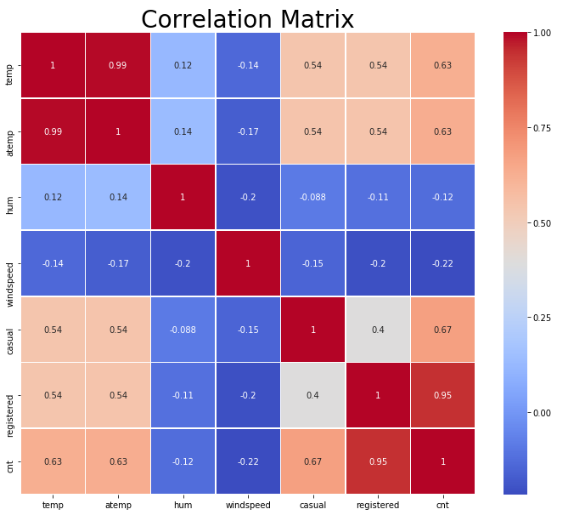 Correlation Matrix
temp 1 0.99 0.12 -0.14 0.54 0.54 0.63
atemp 0.99 1 0.14 -0.17 0.54 0.54 0.63
hum 0.12 0.14 1 -0.2 -0.088 -0.11 -0.12
windspeed -0.14 -0.17 -0.2 1 -0.15 -0.2 -0.22
casual 0.54 0.54 -0.088 -0.15 1 0.4 0.67
registered 0.54 0.54 -0.11 -0.2 0.4 1 0.95
cnt 0.63 0.63 -0.12 -0.22 0.67 0.95 1
temp atemp hum windspeed casual registered cnt
1.00
0.75
0.50
0.25
0.00